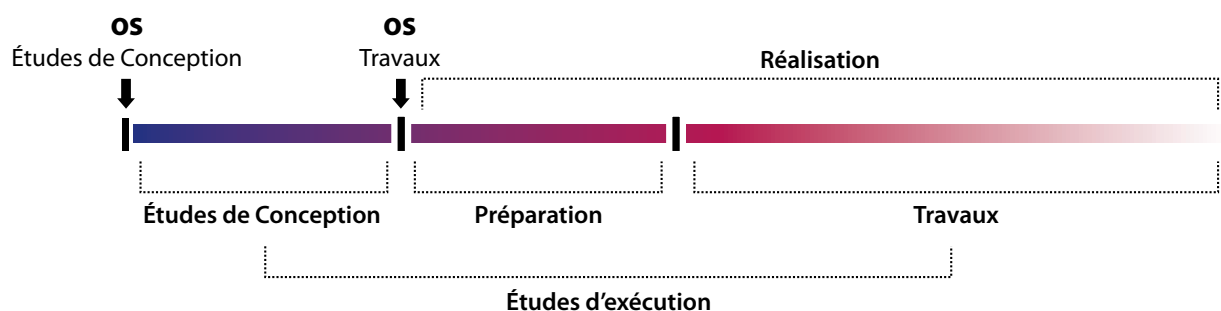 OS
Études de Conception
OS
Travaux
Réalisation
Études de Conception
Préparation
Travaux
Études d'exécution